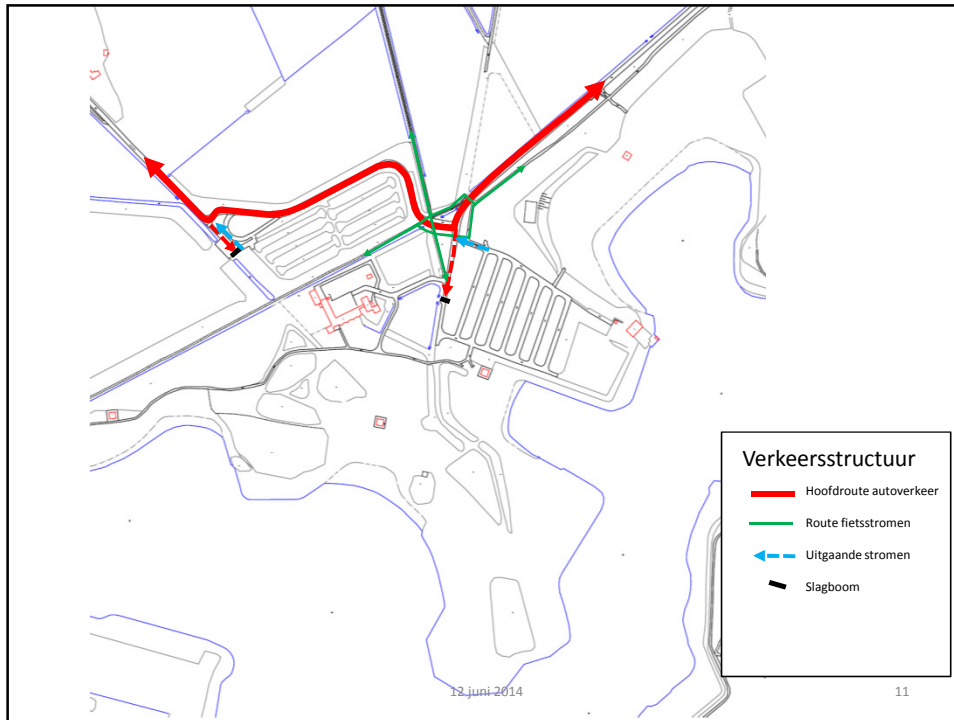 Verkeersstructuur
Hoofdroute autoverkeer
Route fietsstromen
Uitgaande stromen
Slagboom
12 juni 2014
11